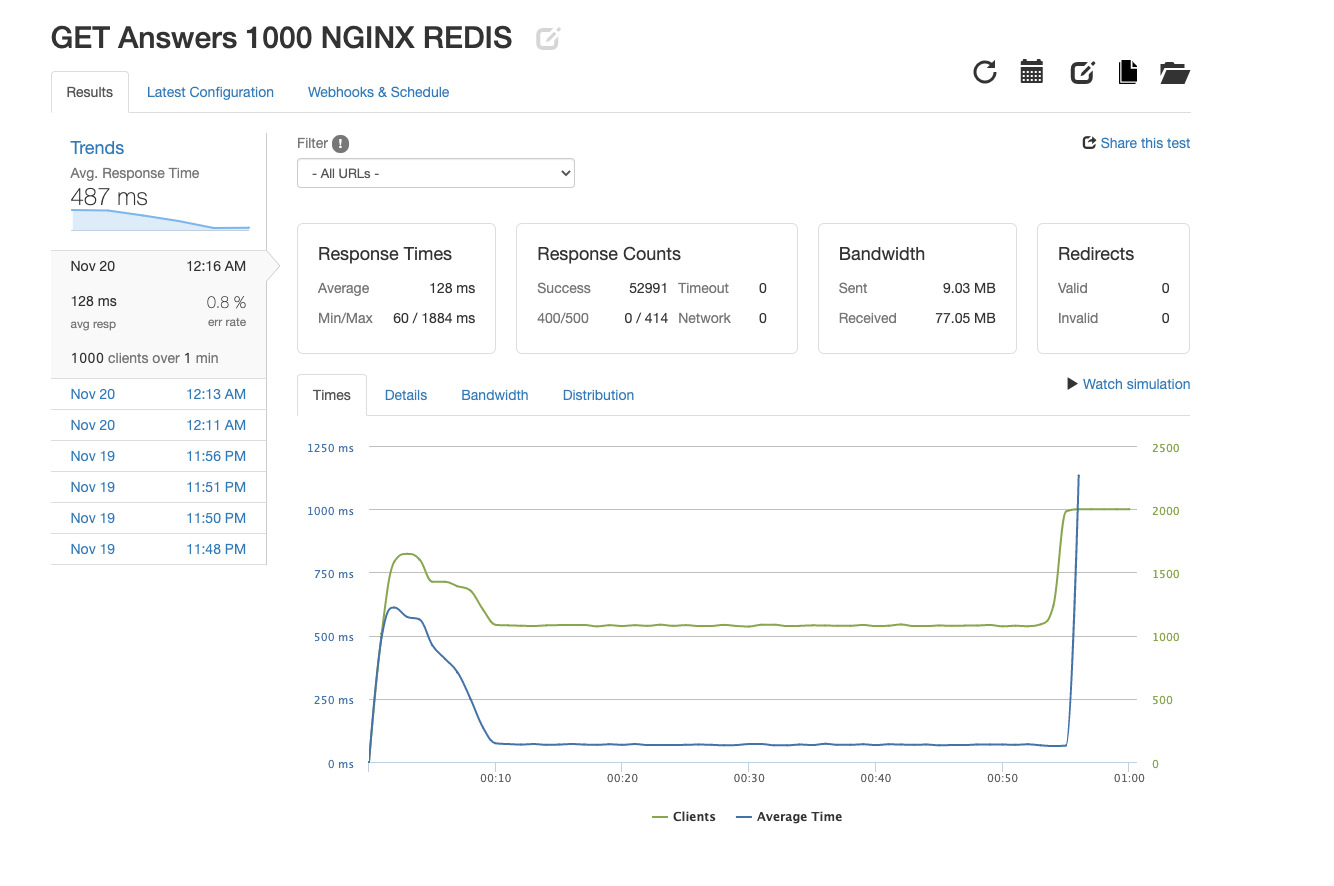 GET Answers 1000 NGINX REDIS
Results
Latest Configuration
Webhooks & Schedule
Trends
Avg. Response Time
487 ms
Nov 20 12:16 AM
128 ms 0.8 %
avg resp err rate
1000 clients over 1 min
Nov 20 12:13 AM
Nov 20 12:11 AM
Nov 19 11:56 PM
Nov 19 11:51 PM
Nov 19 11:50 PM
Nov 19 11:48 PM
Filter !
Share this test
- All URLs -
Response Times
Average 128 ms
Min/Max 60 / 1884 ms
Response Counts
Success 52991 Timeout 0
400/500 0 / 414 Network 0
Bandwidth
Sent 9.03 MB
Received 77.05 MB
Redirects
Valid 0
Invalid 0
Times
Details
Bandwidth
Distribution
Watch simulation
1250 ms 2500
1000 ms 2000
750 ms 1500
500 ms 1000
250 ms 500
0 ms 0
00:10 00:20 00:30 00:40 00:50 01:00
Clients Average Time